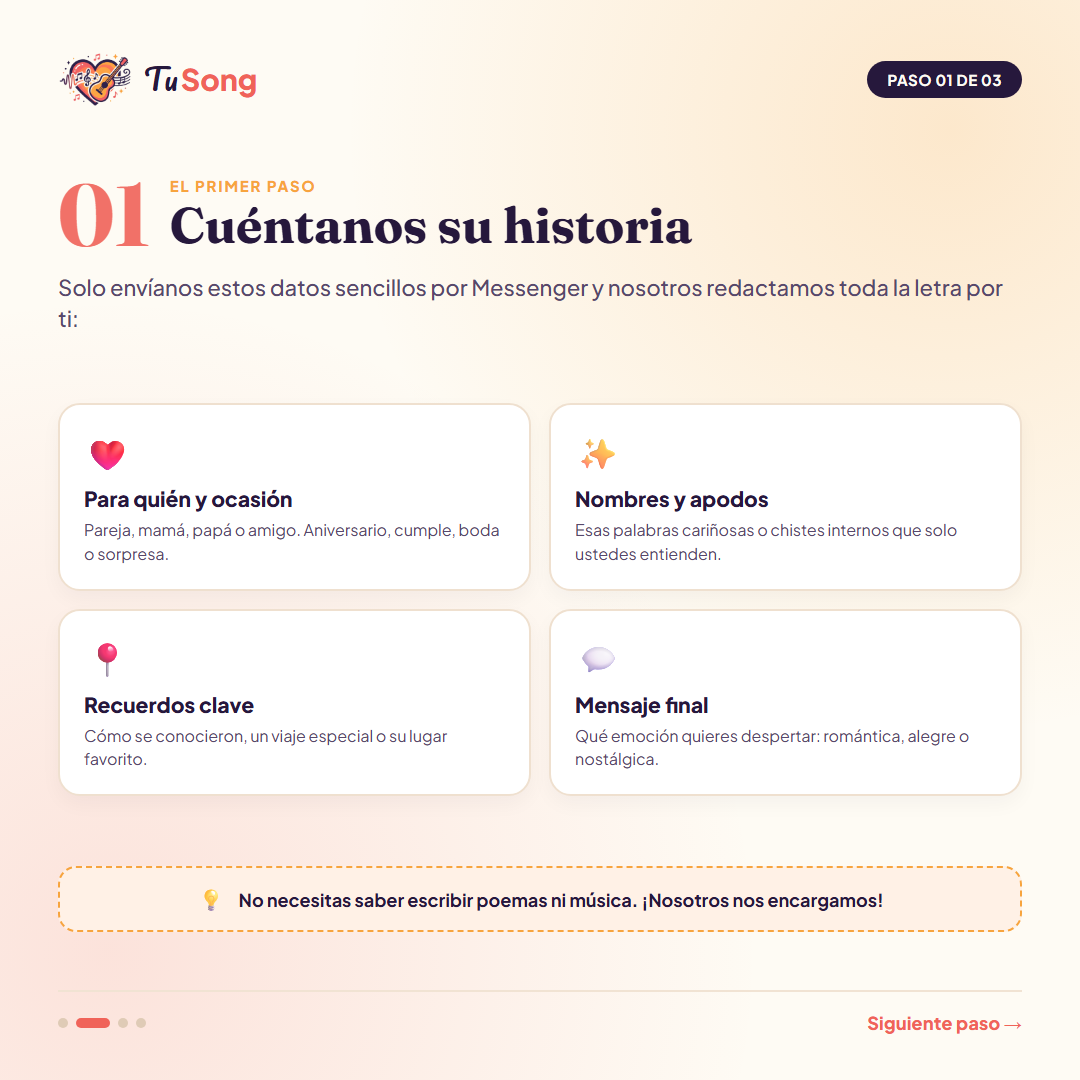 TuSong
PASO 01 DE 03
01
EL PRIMER PASO
Cuéntanos su historia
Solo envíanos estos datos sencillos por Messenger y nosotros redactamos toda la letra por
ti:
Para quién y ocasión
Pareja, mamá, papá o amigo. Aniversario, cumple, boda
o sorpresa.
Nombres y apodos
Esas palabras cariñosas o chistes internos que solo
ustedes entienden.
Recuerdos clave
Cómo se conocieron, un viaje especial o su lugar
favorito.
Mensaje final
Qué emoción quieres despertar: romántica, alegre o
nostálgica.
No necesitas saber escribir poemas ni música. ¡Nosotros nos encargamos!
Siguiente paso →